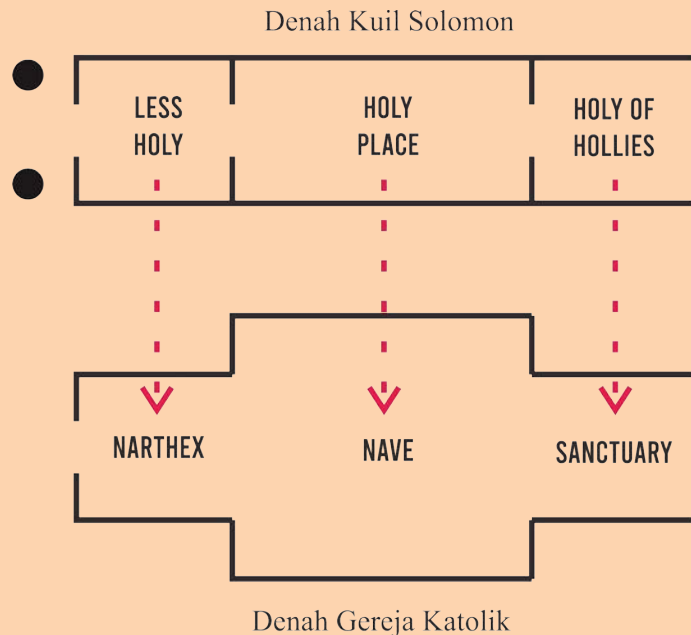 Denah Kuil Solomon
LESS
HOLY
HOLY
PLACE
HOLY OF
HOLLIES
NARTHEX
NAVE
SANCTUARY
Denah Gereja Katolik